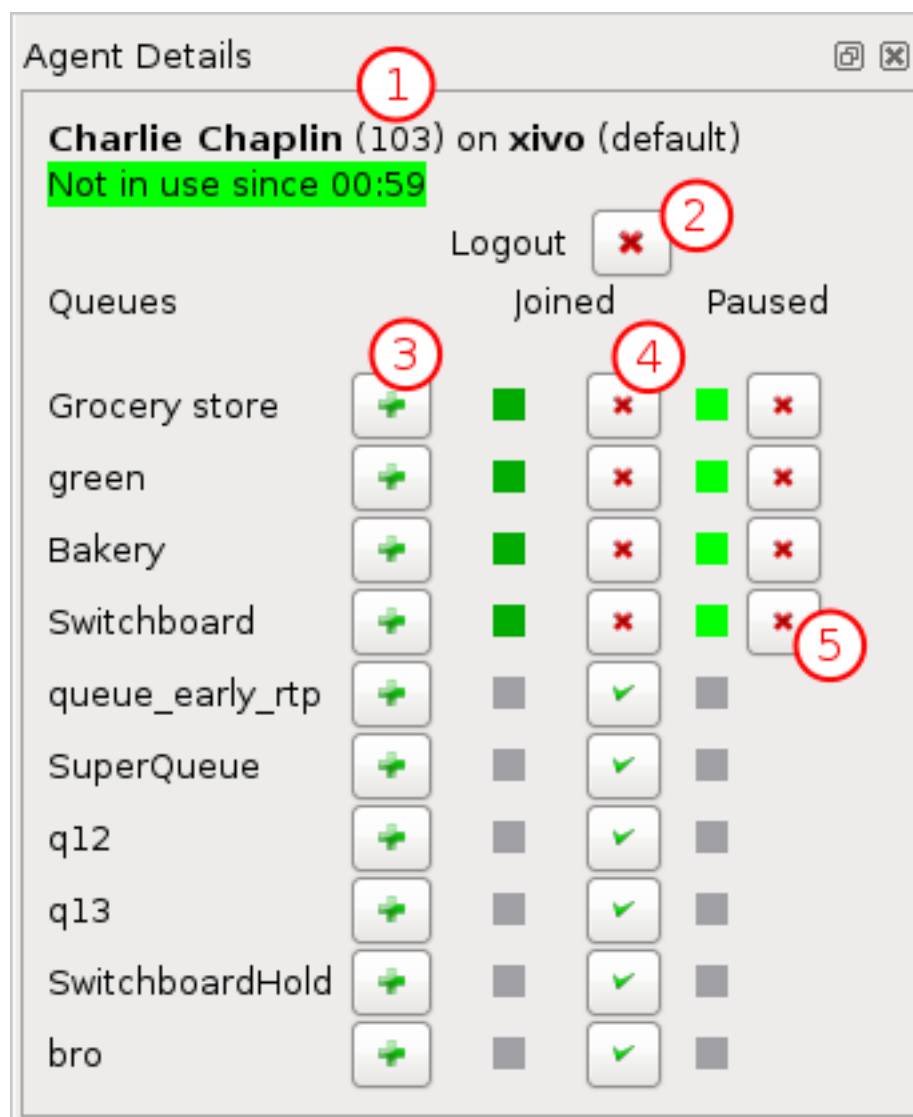 Agent Details
1
Charlie Chaplin (103) on xivo (default)
Not in use since 00:59
2
Logout
Queues Joined Paused
3 4
Grocery store
green
Bakery
Switchboard
5
queue_early_rtp
SuperQueue
q12
q13
SwitchboardHold
bro